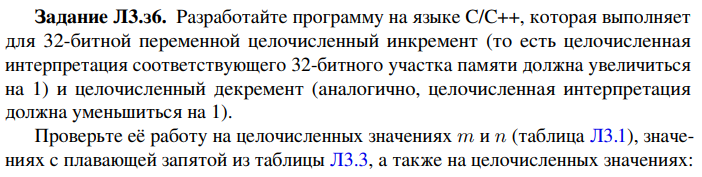 Задание Л3.з6. Разработайте программу на языке С/С++, которая выполняет
для 32-битной переменной целочисленный инкремент (то есть целочисленная
интерпретация соответствующего 32-битного участка памяти должна увеличиться
на 1) и целочисленный декремент (аналогично, целочисленная интерпретация
должна уменьшиться на 1).
Проверьте её работу на целочисленных значениях m и n (таблица Л3.1), значе-
ниях с плавающей запятой из таблицы Л3.3, а также на целочисленных значениях: